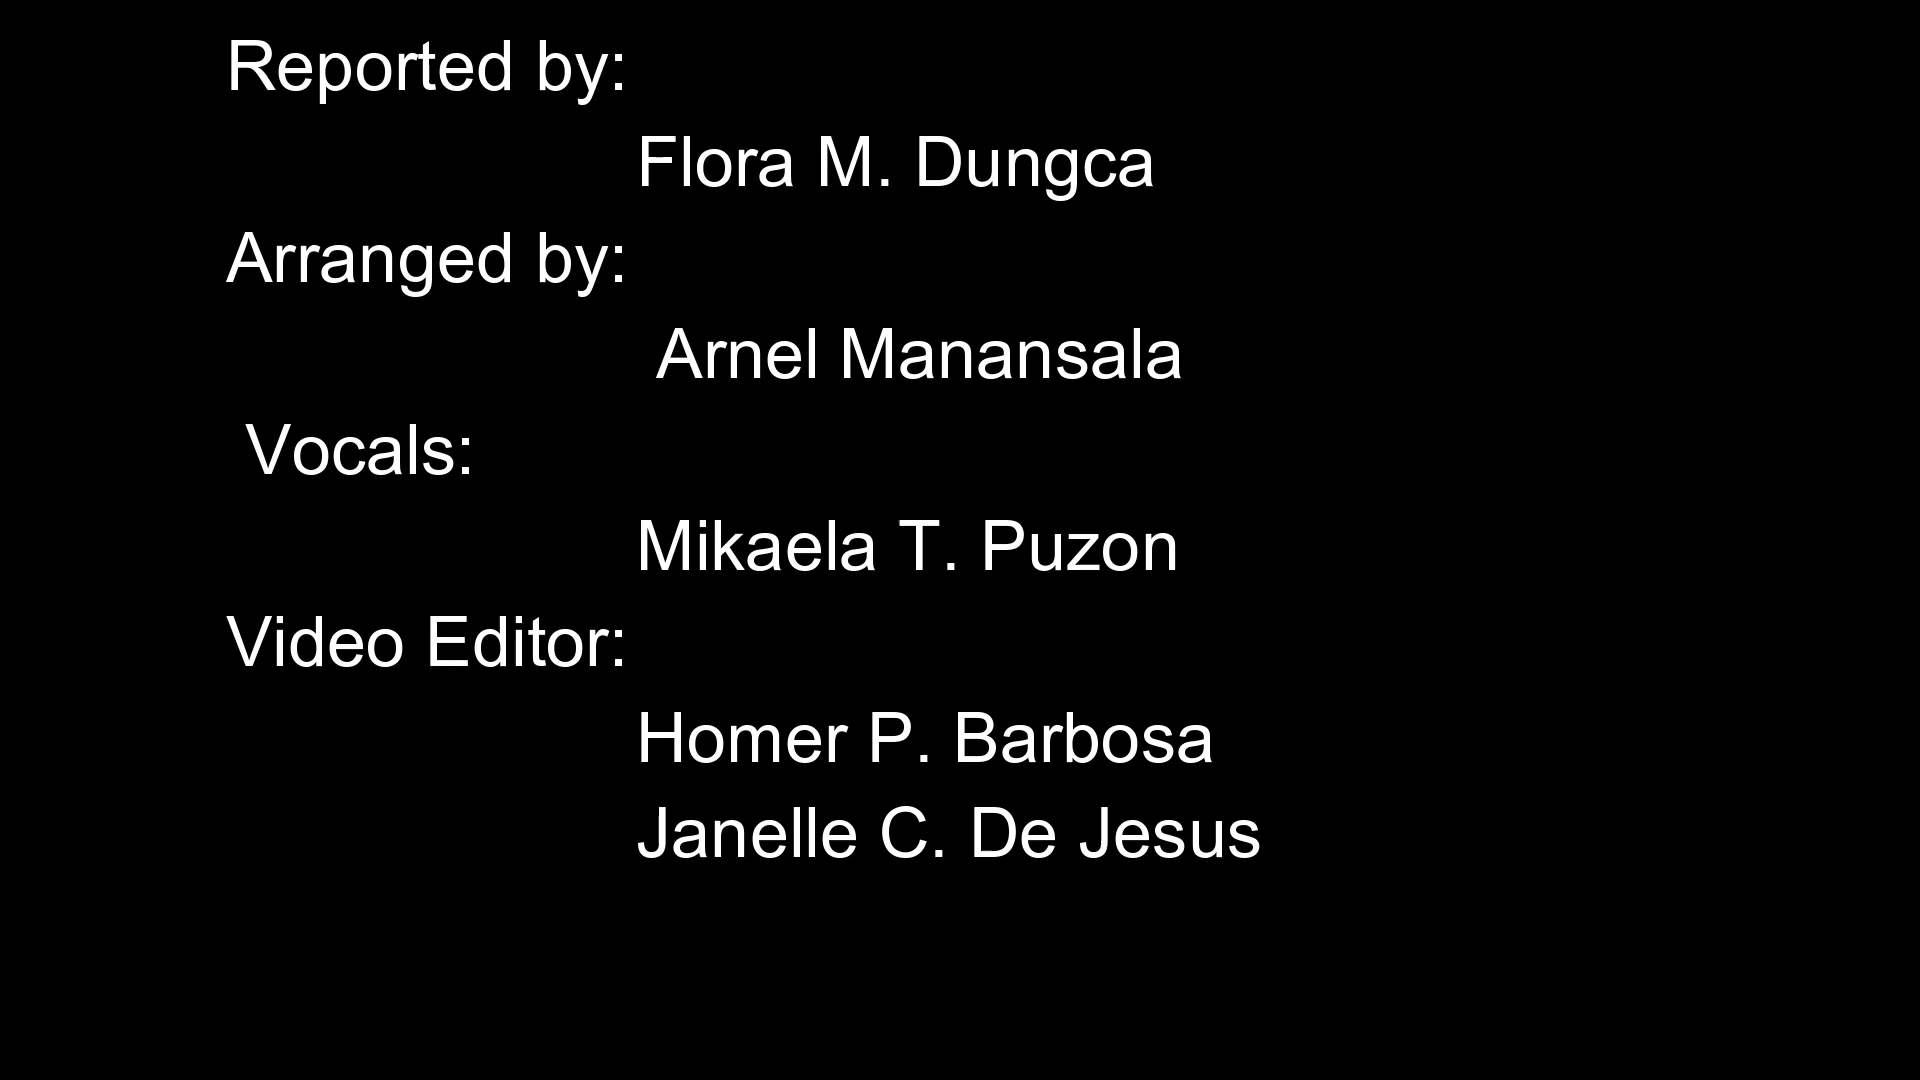 Reported by:
Flora M. Dungca
Arranged by:
Arnel Manansala
Vocals:
Mikaela T. Puzon
Video Editor:
Homer P. Barbosa
Janelle C. De Jesus